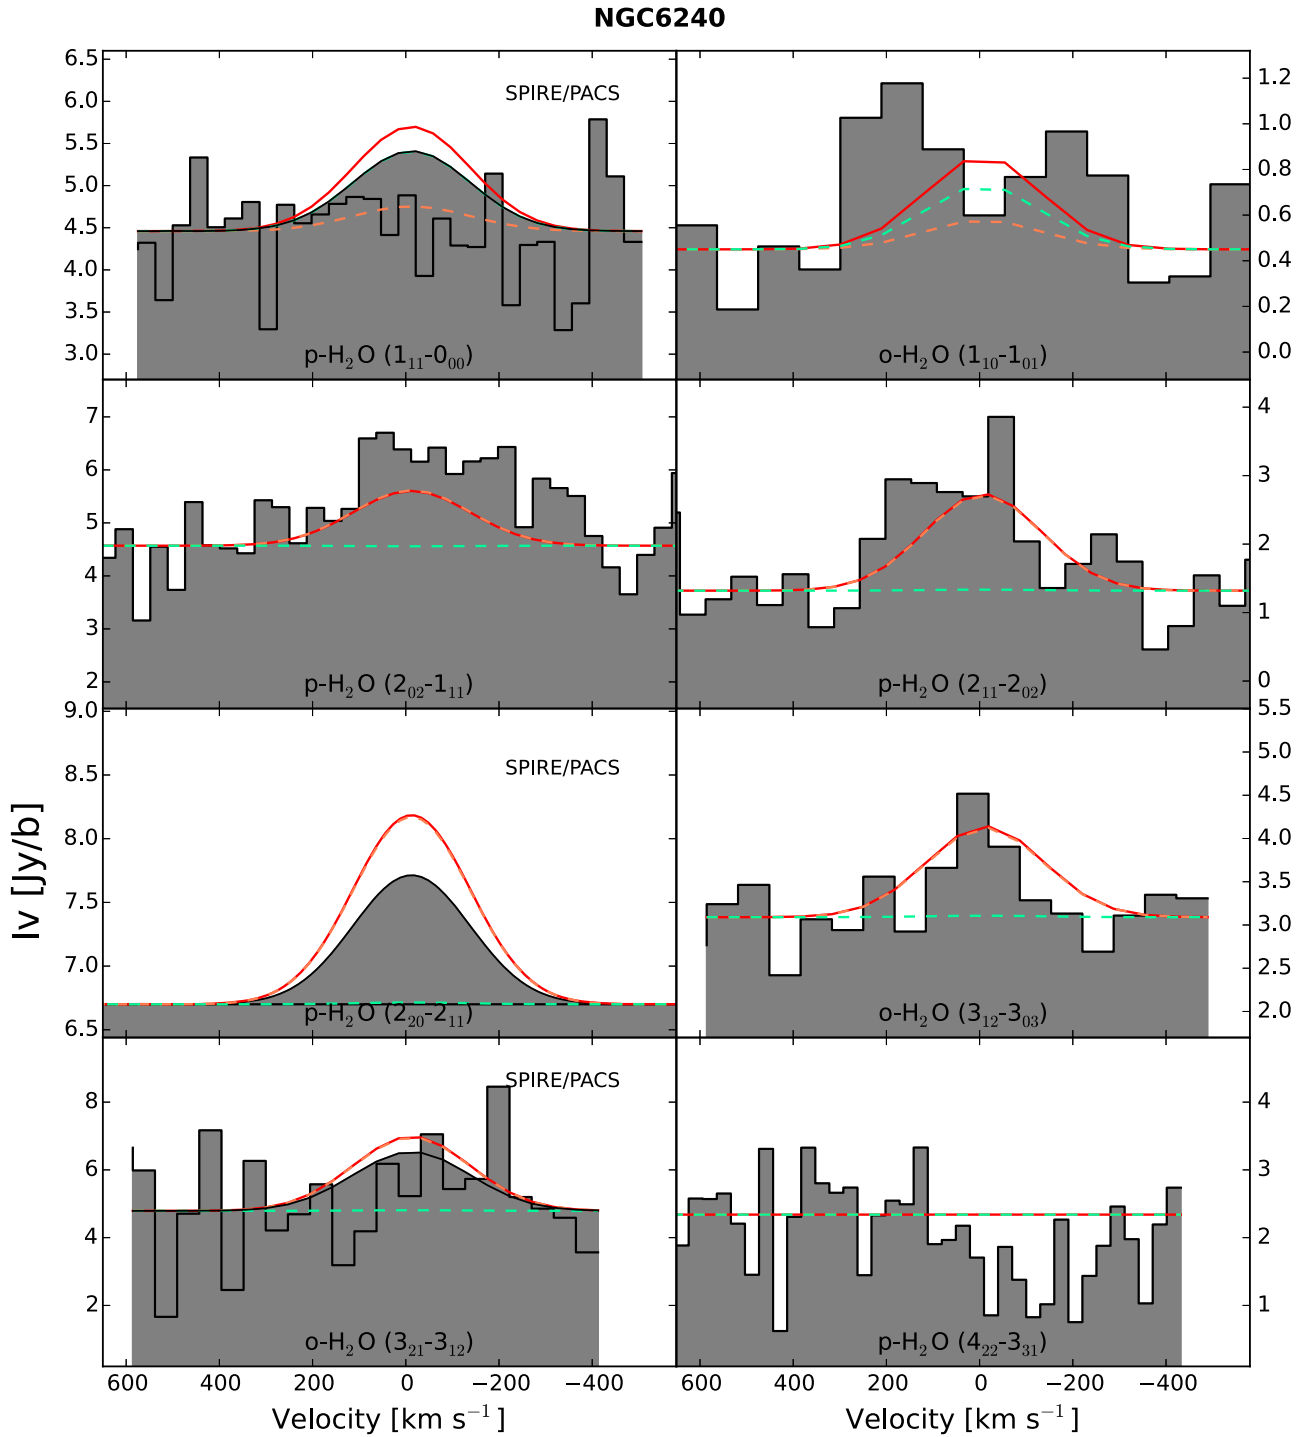 NGC6240
6.5
6.0
5.5
5.0
4.5
4.0
3.5
3.0
SPIRE/PACS
p-H₂O (1₁₁-0₀₀)
1.2
1.0
0.8
0.6
0.4
0.2
0.0
o-H₂O (1₁₀-1₀₁)
7
6
5
4
3
2
p-H₂O (2₀₂-1₁₁)
4
3
2
1
0
p-H₂O (2₁₁-2₀₂)
9.0
8.5
8.0
7.5
7.0
6.5
SPIRE/PACS
p-H₂O (2₂₀-2₁₁)
5.5
5.0
4.5
4.0
3.5
3.0
2.5
2.0
o-H₂O (3₁₂-3₀₃)
Iv [Jy/b]
8
6
4
2
SPIRE/PACS
o-H₂O (3₂₁-3₁₂)
4
3
2
1
p-H₂O (4₂₂-3₃₁)
600 400 200 0 −200 −400
600 400 200 0 −200 −400
Velocity [km s⁻¹]
Velocity [km s⁻¹]